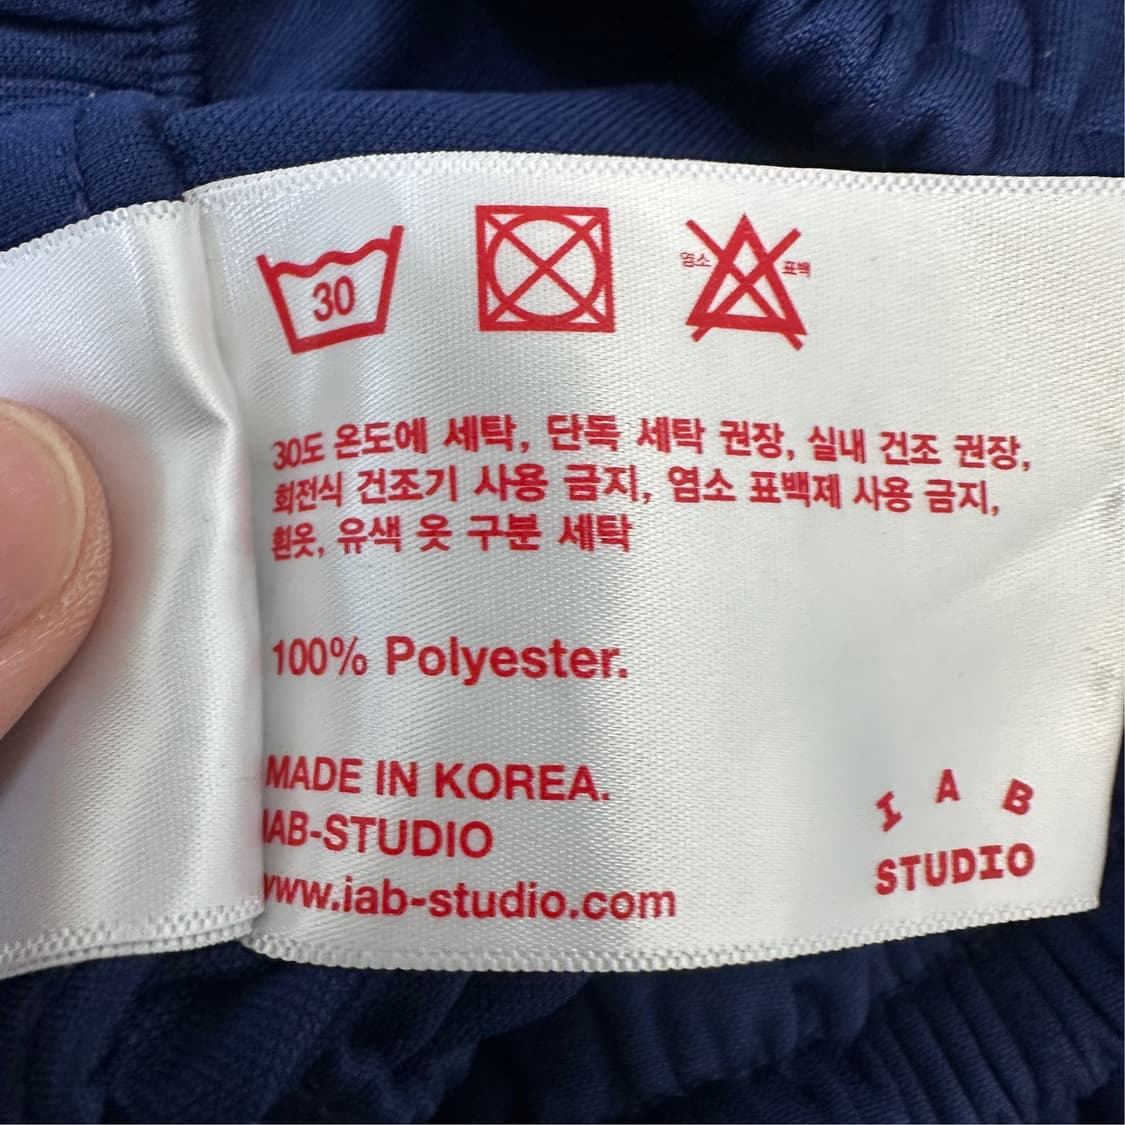 30
염소 표백
30도 온도에 세탁, 단독 세탁 권장, 실내 건조 권장,
회전식 건조기 사용 금지, 염소 표백제 사용 금지,
흰옷, 유색 옷 구분 세탁
100% Polyester.
MADE IN KOREA.
IAB-STUDIO
www.iab-studio.com
I A B
STUDIO